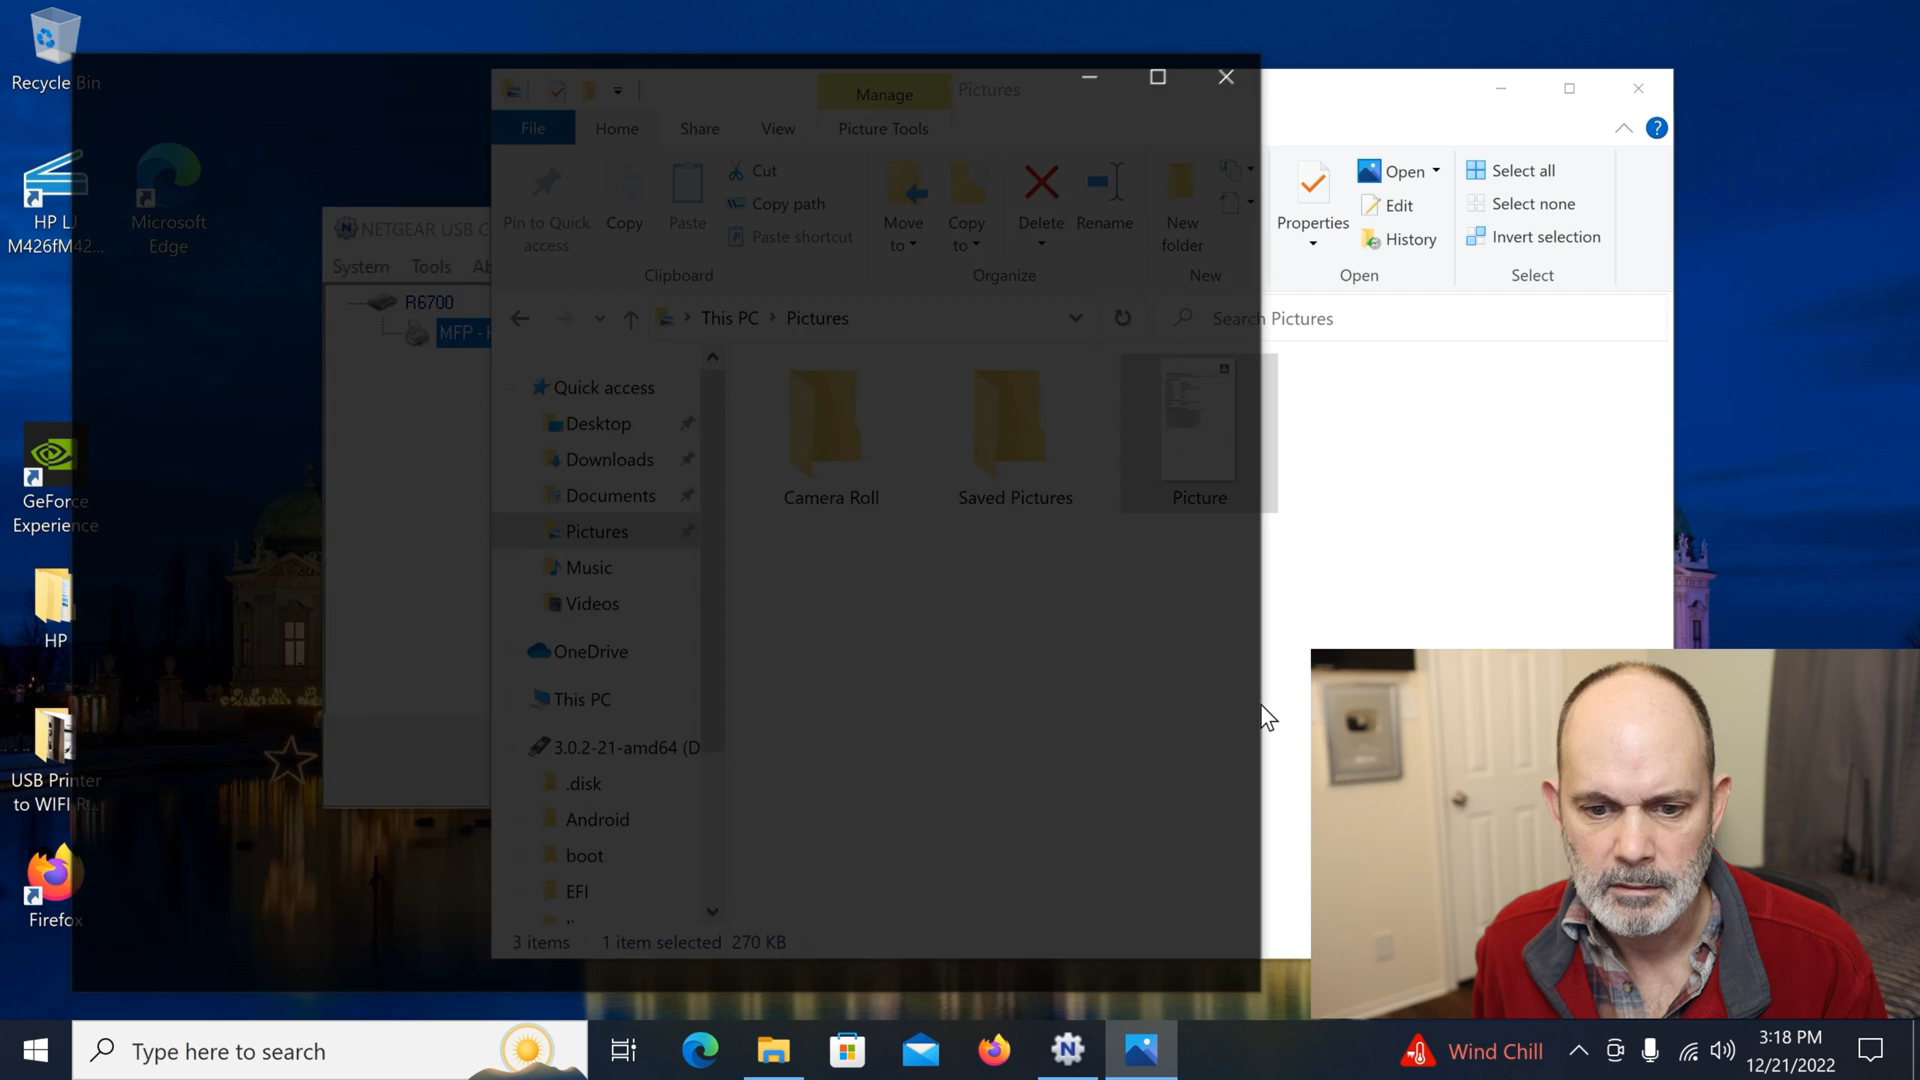 Recycle Bin
HP LJ
M426fM42...
Microsoft
Edge
GeForce
Experience
HP
USB Printer
to WIFI R...
Firefox
NETGEAR USB C
System Tools Ab
R6700
MFP - H
Manage
Pictures
File Home Share View Picture Tools
Pin to Quick
access
Copy
Paste
Cut
Copy path
Paste shortcut
Clipboard
Move
to
Copy
to
Delete
Rename
Organize
New
folder
New
Properties
Open
Edit
History
Open
Select all
Select none
Invert selection
Select
This PC Pictures
Search Pictures
Quick access
Desktop
Downloads
Documents
Pictures
Music
Videos
OneDrive
This PC
3.0.2-21-amd64 (D
.disk
Android
boot
EFI
Camera Roll
Saved Pictures
Picture
3 items 1 item selected 270 KB
Type here to search
Wind Chill
3:18 PM
12/21/2022